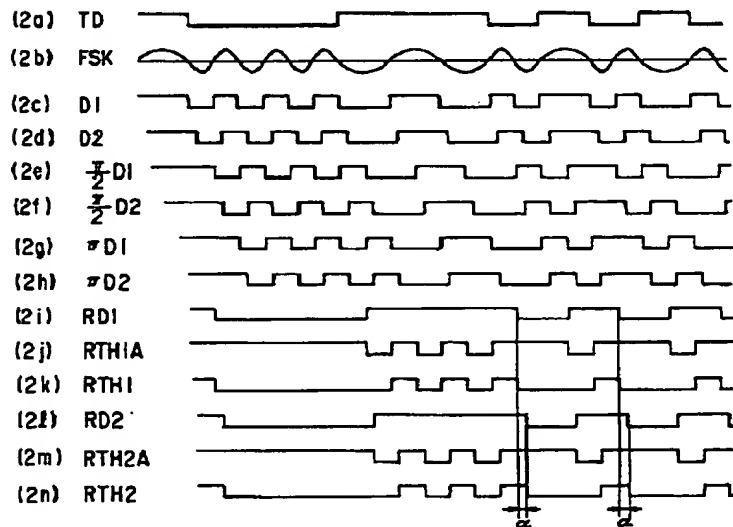 (2a) TD
(2b) FSK
(2c) D1
(2d) D2
(2e) π/2 D1
(2f) π/2 D2
(2g) πD1
(2h) πD2
(2i) RD1
(2j) RTH1A
(2k) RTH1
(2l) RD2
(2m) RTH2A
(2n) RTH2
α α